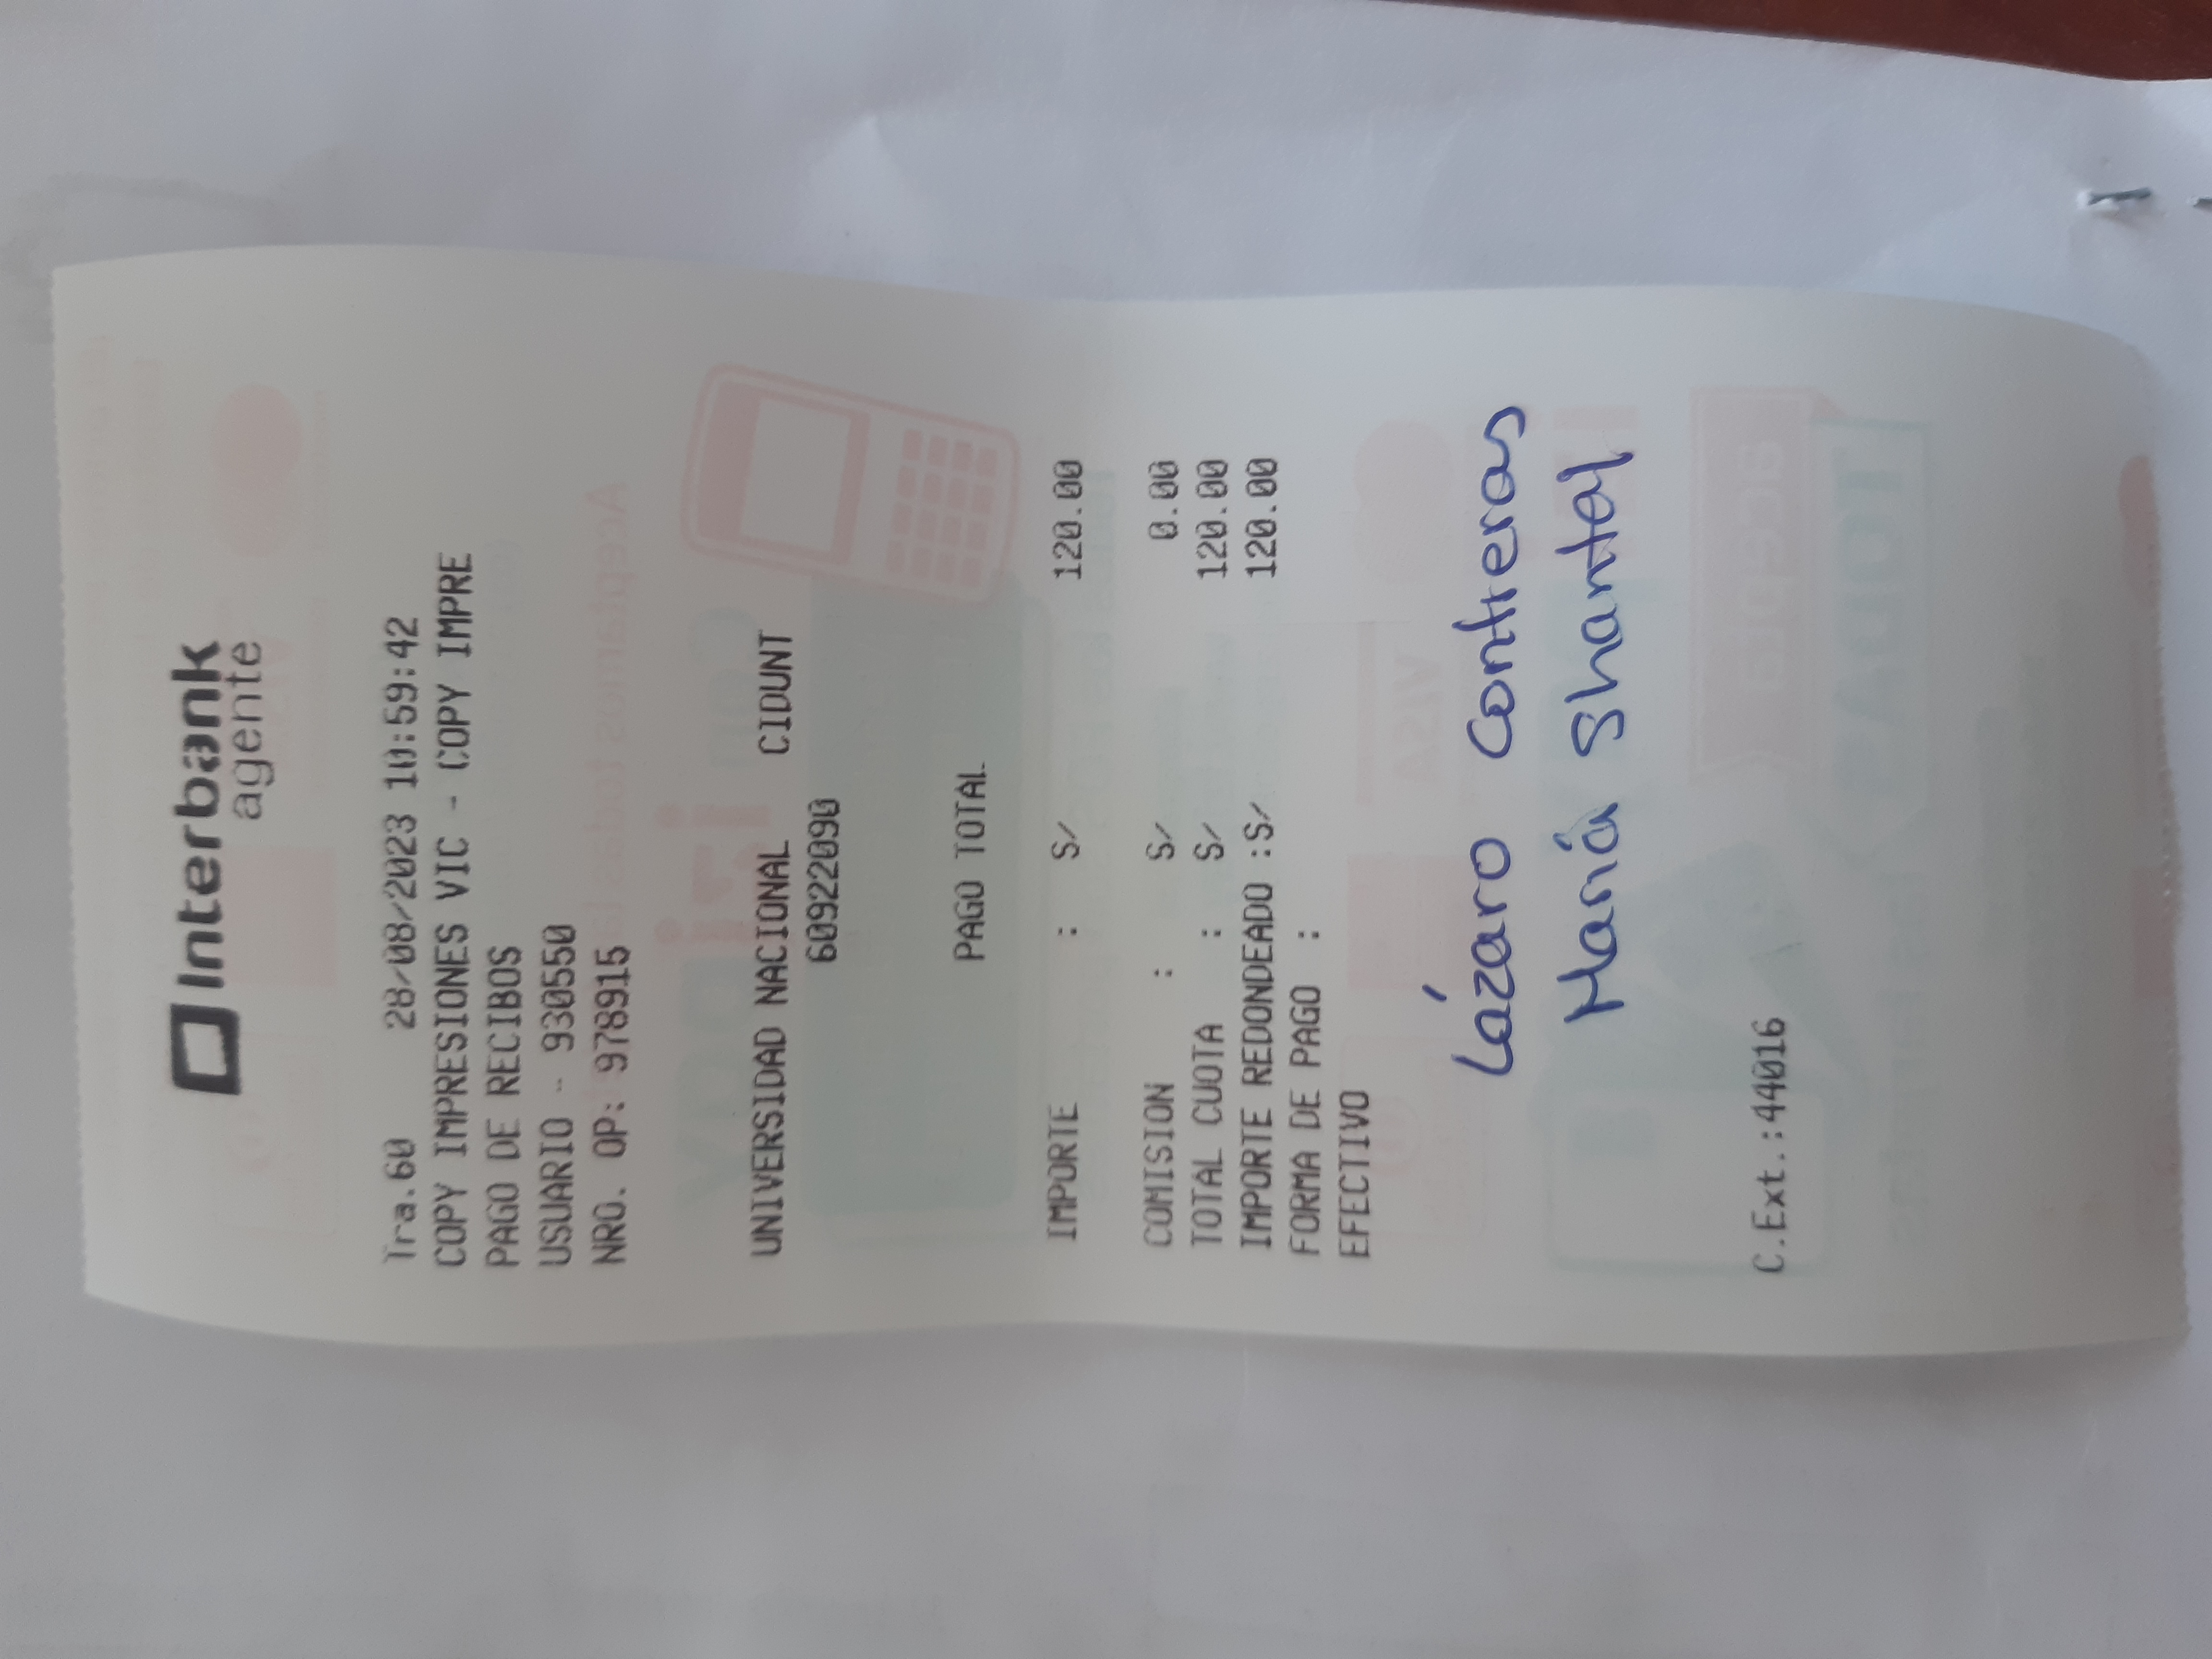 Interbank
agente
Tra.60 28/08/2023 10:59:42
COPY IMPRESIONES VIC - COPY IMPRE
PAGO DE RECIBOS
USUARIO - 930550
NRO. OP: 978915
UNIVERSIDAD NACIONAL CIDUNT
60922090
PAGO TOTAL
IMPORTE : S/ 120.00
COMISION : S/ 0.00
TOTAL CUOTA : S/ 120.00
IMPORTE REDONDEADO :S/ 120.00
FORMA DE PAGO :
EFECTIVO
Lázaro Contreras
María Shantal
C.Ext.:44016